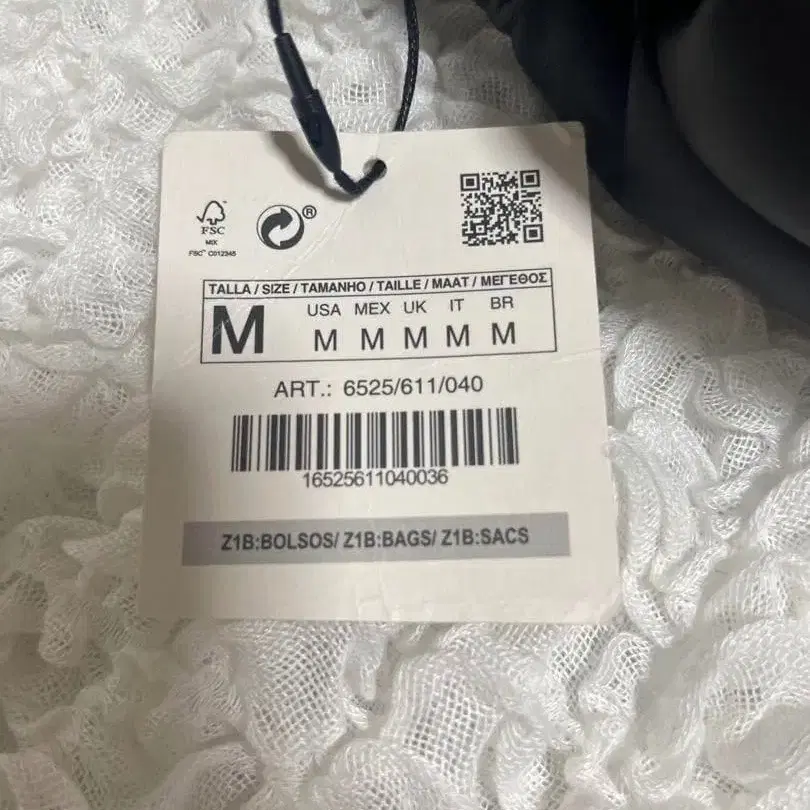 FSC
MIX
FSC™ C012345
®
TALLA / SIZE / TAMANHO / TAILLE / MAAT / ΜΕΓΕΘΟΣ
M
USA MEX UK IT BR
M M M M M
ART.: 6525/611/040
16525611040036
Z1B:BOLSOS/ Z1B:BAGS/ Z1B:SACS